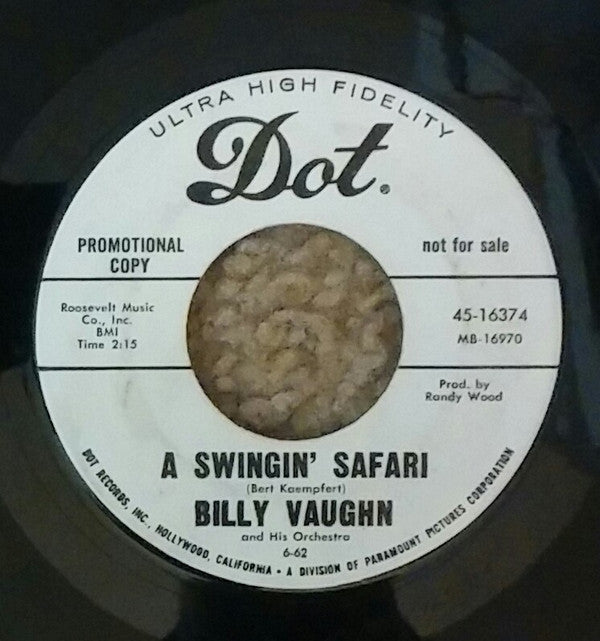 ULTRA HIGH FIDELITY
Dot.
PROMOTIONAL
COPY
not for sale
Roosevelt Music
Co., Inc.
BMI
Time 2:15
45-16374
MB-16970
Prod. by
Randy Wood
A SWINGIN' SAFARI
(Bert Kaempfert)
BILLY VAUGHN
and His Orchestra
6-62
DOT RECORDS, INC., HOLLYWOOD, CALIFORNIA • A DIVISION OF PARAMOUNT PICTURES CORPORATION